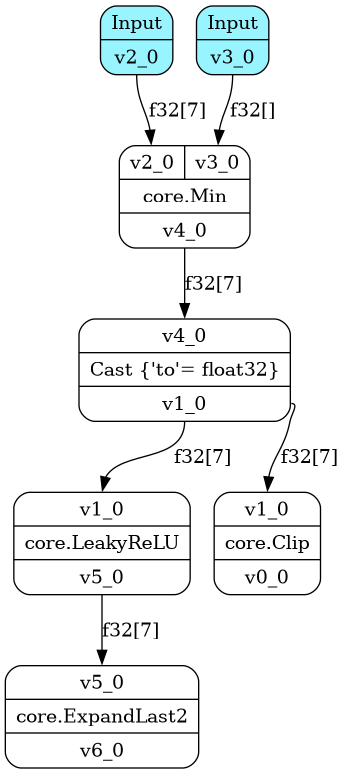 Input
v2_0
Input
v3_0
f32[7]
f32[]
v2_0 v3_0
core.Min
v4_0
f32[7]
v4_0
Cast {'to'= float32}
v1_0
f32[7]
f32[7]
v1_0
core.LeakyReLU
v5_0
v1_0
core.Clip
v0_0
f32[7]
v5_0
core.ExpandLast2
v6_0